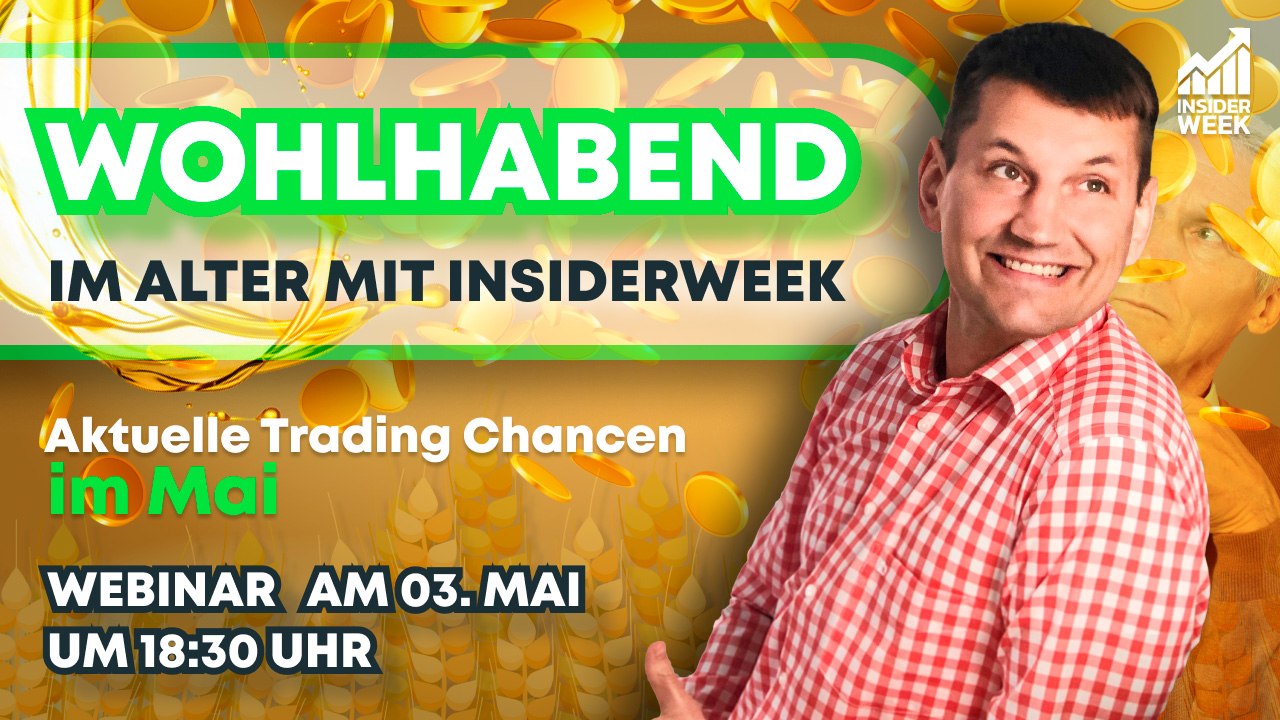 WOHLHABEND
IM ALTER MIT INSIDERWEEK
Aktuelle Trading Chancen
im Mai
WEBINAR AM 03. MAI
UM 18:30 UHR
INSIDER
WEEK